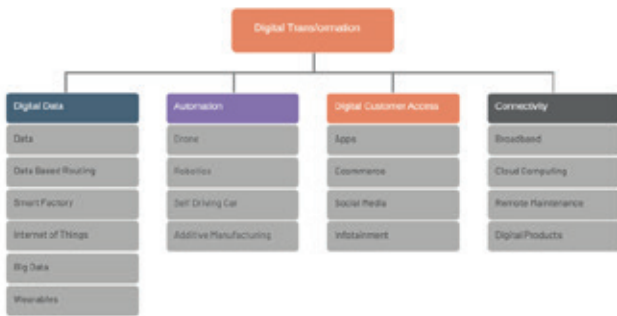 Digital Transformation
Digital Data
Data
Data Based Routing
Smart Factory
Internet of Things
Big Data
Wearables
Automation
Drone
Robotics
Self Driving Car
Additive Manufacturing
Digital Customer Access
Apps
Ecommerce
Social Media
Infotainment
Connectivity
Broadband
Cloud Computing
Remote Maintenance
Digital Products